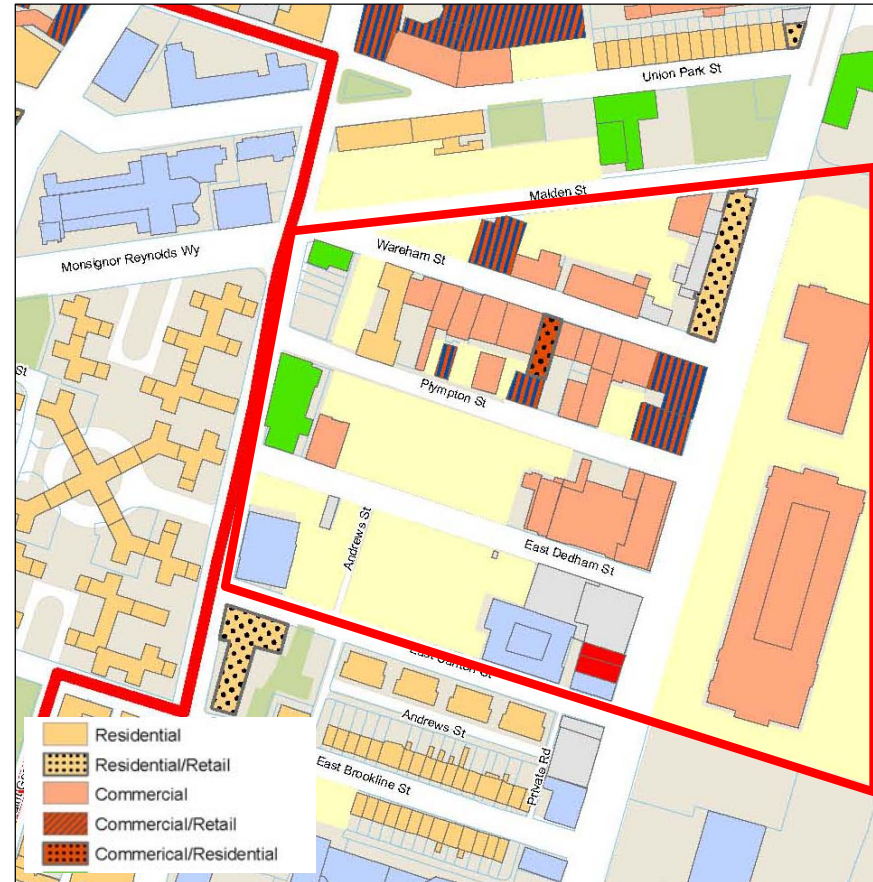 Union Park St
Malden St
Monsignor Reynolds Wy
Wareham St
St
Plympton St
Andrews St
East Dedham St
East Canton St
Andrews St
East Brookline St
Private Rd
Residential
Residential/Retail
Commercial
Commercial/Retail
Commerical/Residential